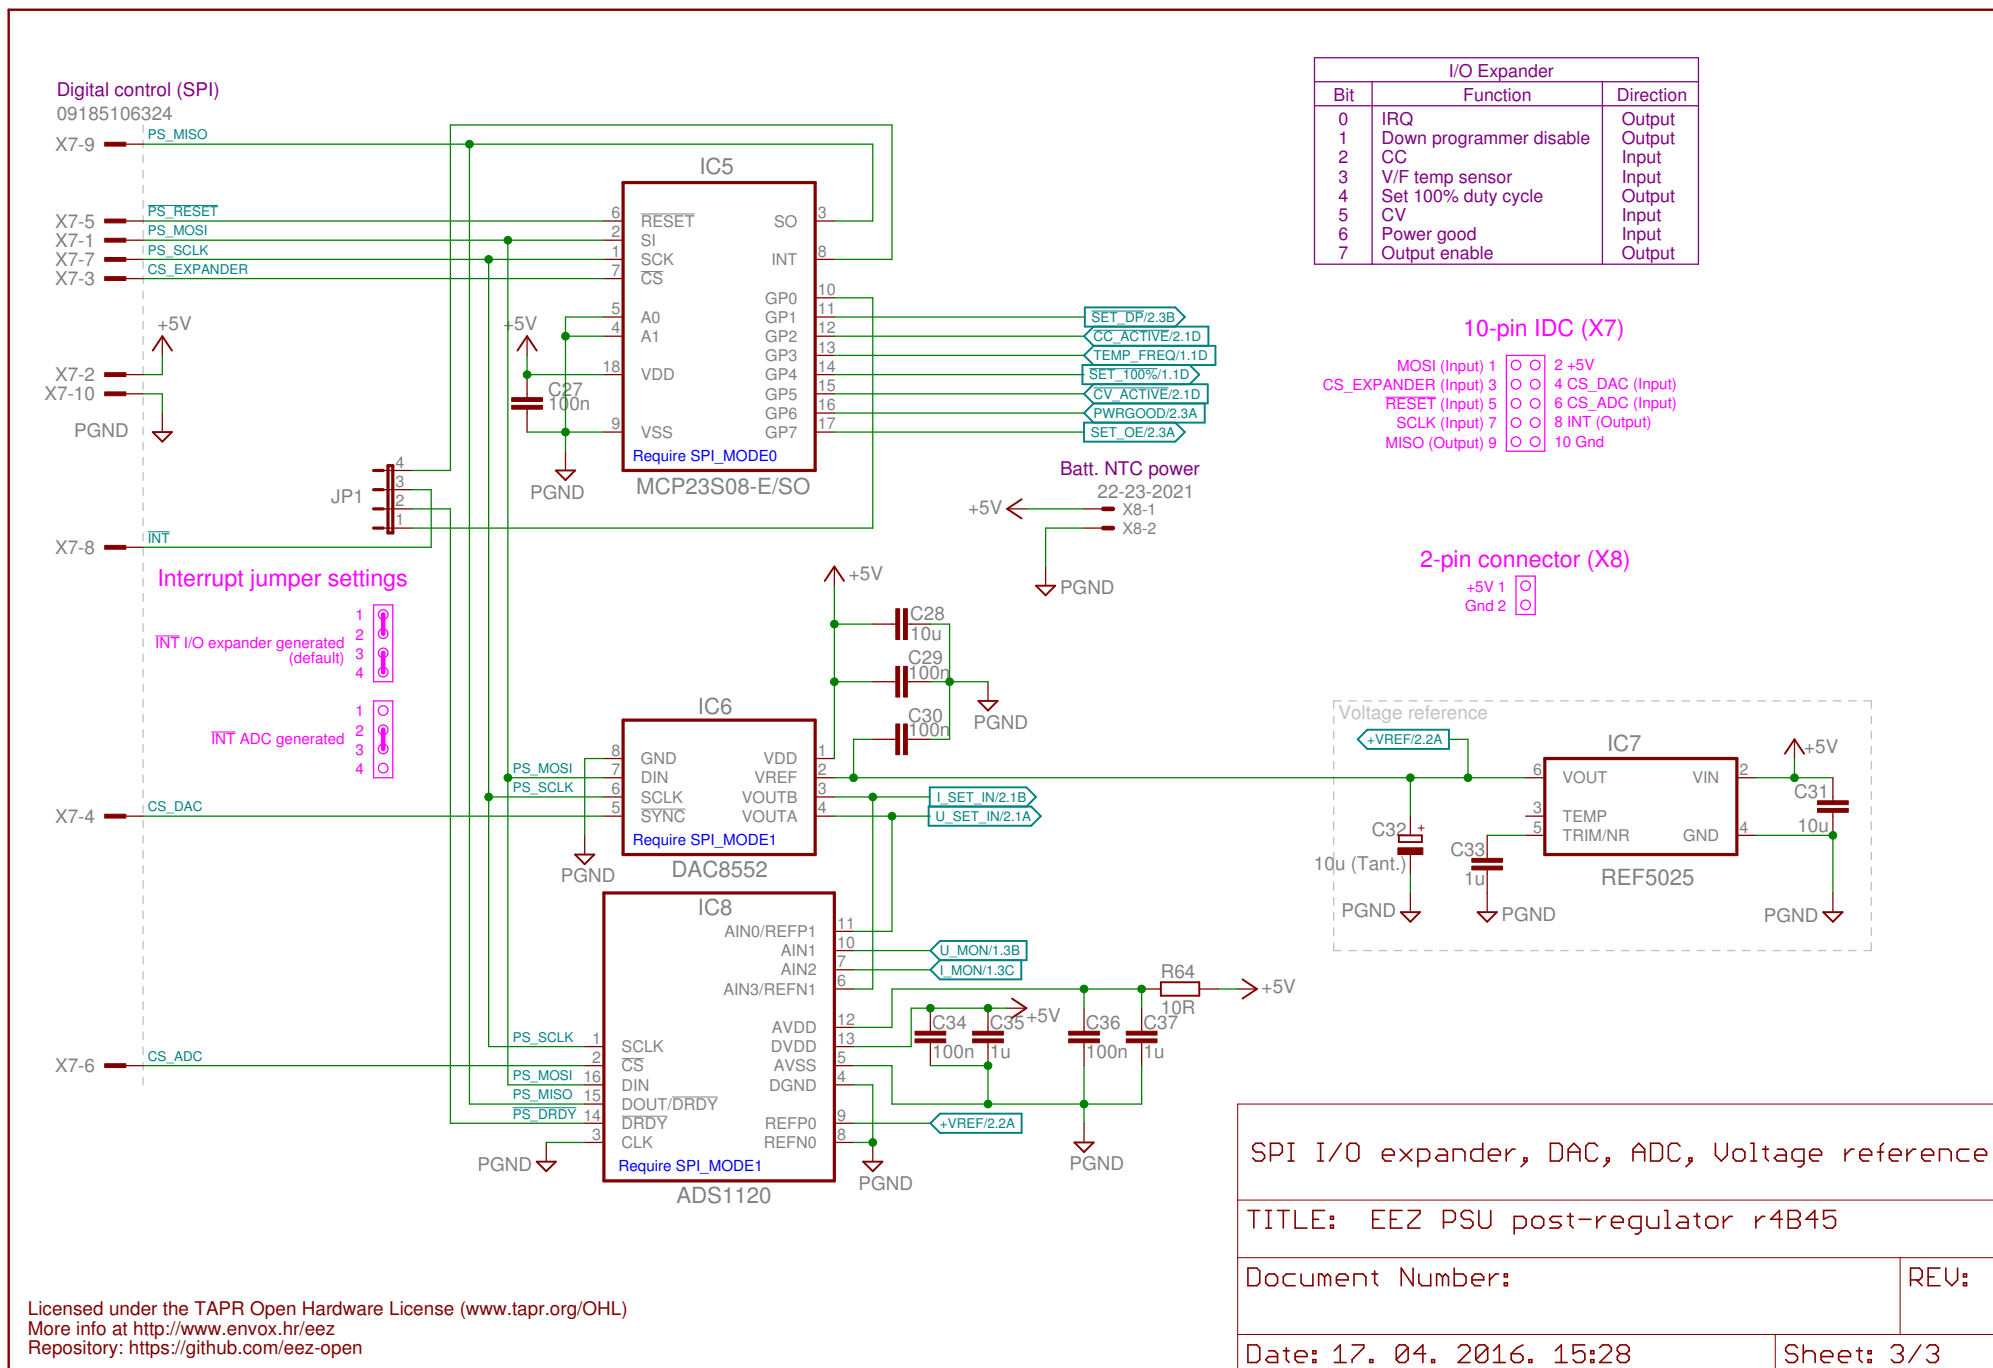 Digital control (SPI)
09185106324
X7-9 PS_MISO
X7-5 PS_RESET
X7-1 PS_MOSI
X7-7 PS_SCLK
X7-3 CS_EXPANDER
+5V
X7-2
X7-10
PGND
JP1
4
3
2
1
X7-8 INT
Interrupt jumper settings
1
2
3
4
INT I/O expander generated
(default)
1
2
3
4
INT ADC generated
X7-4 CS_DAC
X7-6 CS_ADC
IC5
6 RESET SO 3
2 SI
1 SCK INT 8
7 CS
GP0 10
5 A0 GP1 11
4 A1 GP2 12
GP3 13
18 VDD GP4 14
GP5 15
GP6 16
9 VSS GP7 17
Require SPI_MODE0
MCP23S08-E/SO
+5V
C27
100n
PGND
SET_DP/2.3B
CC_ACTIVE/2.1D
TEMP_FREQ/1.1D
SET_100%/1.1D
CV_ACTIVE/2.1D
PWRGOOD/2.3A
SET_OE/2.3A
Batt. NTC power
22-23-2021
+5V X8-1
X8-2
PGND
+5V
C28
10u
C29
100n
C30
100n
PGND
IC6
8 GND VDD 1
PS_MOSI 7 DIN VREF 2
PS_SCLK 6 SCLK VOUTB 3
5 SYNC VOUTA 4
Require SPI_MODE1
DAC8552
PGND
I_SET_IN/2.1B
U_SET_IN/2.1A
IC8
AIN0/REFP1 11
AIN1 10
AIN2 7
AIN3/REFN1 6
AVDD 12
PS_SCLK 1 SCLK DVDD 13
2 CS AVSS 5
PS_MOSI 16 DIN DGND 4
PS_MISO 15 DOUT/DRDY
PS_DRDY 14 DRDY REFP0 9
3 CLK REFN0 8
Require SPI_MODE1
ADS1120
PGND
PGND
U_MON/1.3B
I_MON/1.3C
+VREF/2.2A
C34
100n
C35
1u
+5V
C36
100n
C37
1u
R64
10R
+5V
PGND
I/O Expander
Bit Function Direction
0 IRQ Output
1 Down programmer disable Output
2 CC Input
3 V/F temp sensor Input
4 Set 100% duty cycle Output
5 CV Input
6 Power good Input
7 Output enable Output
10-pin IDC (X7)
MOSI (Input) 1 2 +5V
CS_EXPANDER (Input) 3 4 CS_DAC (Input)
RESET (Input) 5 6 CS_ADC (Input)
SCLK (Input) 7 8 INT (Output)
MISO (Output) 9 10 Gnd
2-pin connector (X8)
+5V 1
Gnd 2
Voltage reference
+VREF/2.2A
IC7
6 VOUT VIN 2
3 TEMP
5 TRIM/NR GND 4
REF5025
+5V
C31
10u
C32
+
10u (Tant.)
C33
1u
PGND
PGND
PGND
SPI I/O expander, DAC, ADC, Voltage reference
TITLE: EEZ PSU post-regulator r4B45
Document Number:
REV:
Date: 17. 04. 2016. 15:28
Sheet: 3/3
Licensed under the TAPR Open Hardware License (www.tapr.org/OHL)
More info at http://www.envox.hr/eez
Repository: https://github.com/eez-open